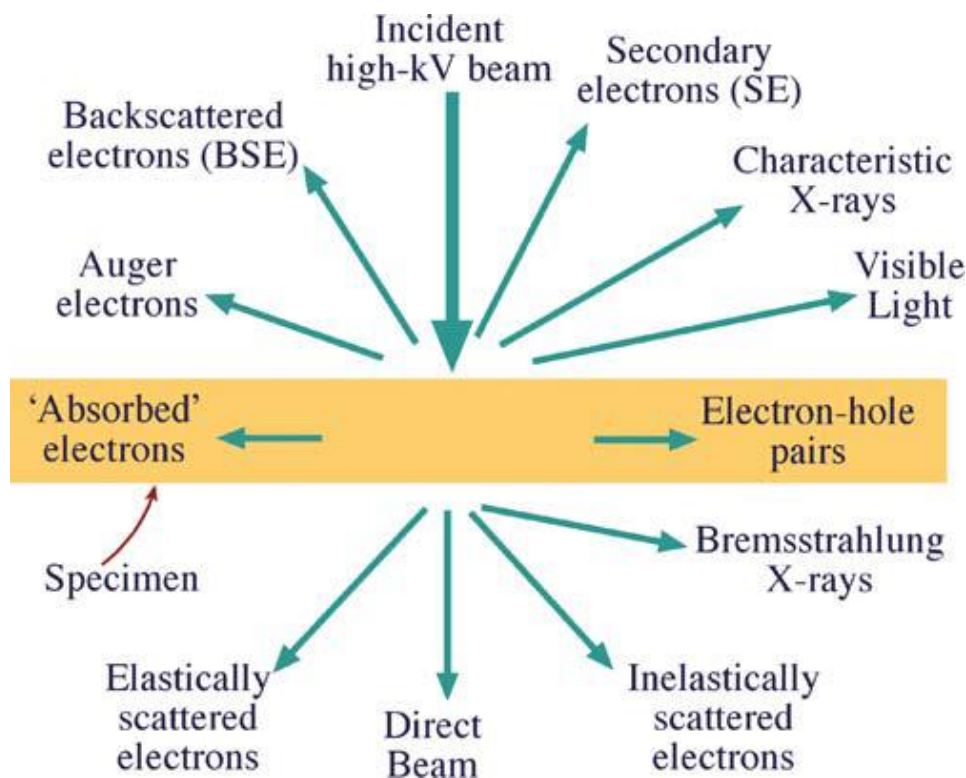 Incident
high-kV beam
Secondary
electrons (SE)
Backscattered
electrons (BSE)
Characteristic
X-rays
Auger
electrons
Visible
Light
‘Absorbed’
electrons
Electron-hole
pairs
Specimen
Bremsstrahlung
X-rays
Elastically
scattered
electrons
Direct
Beam
Inelastically
scattered
electrons